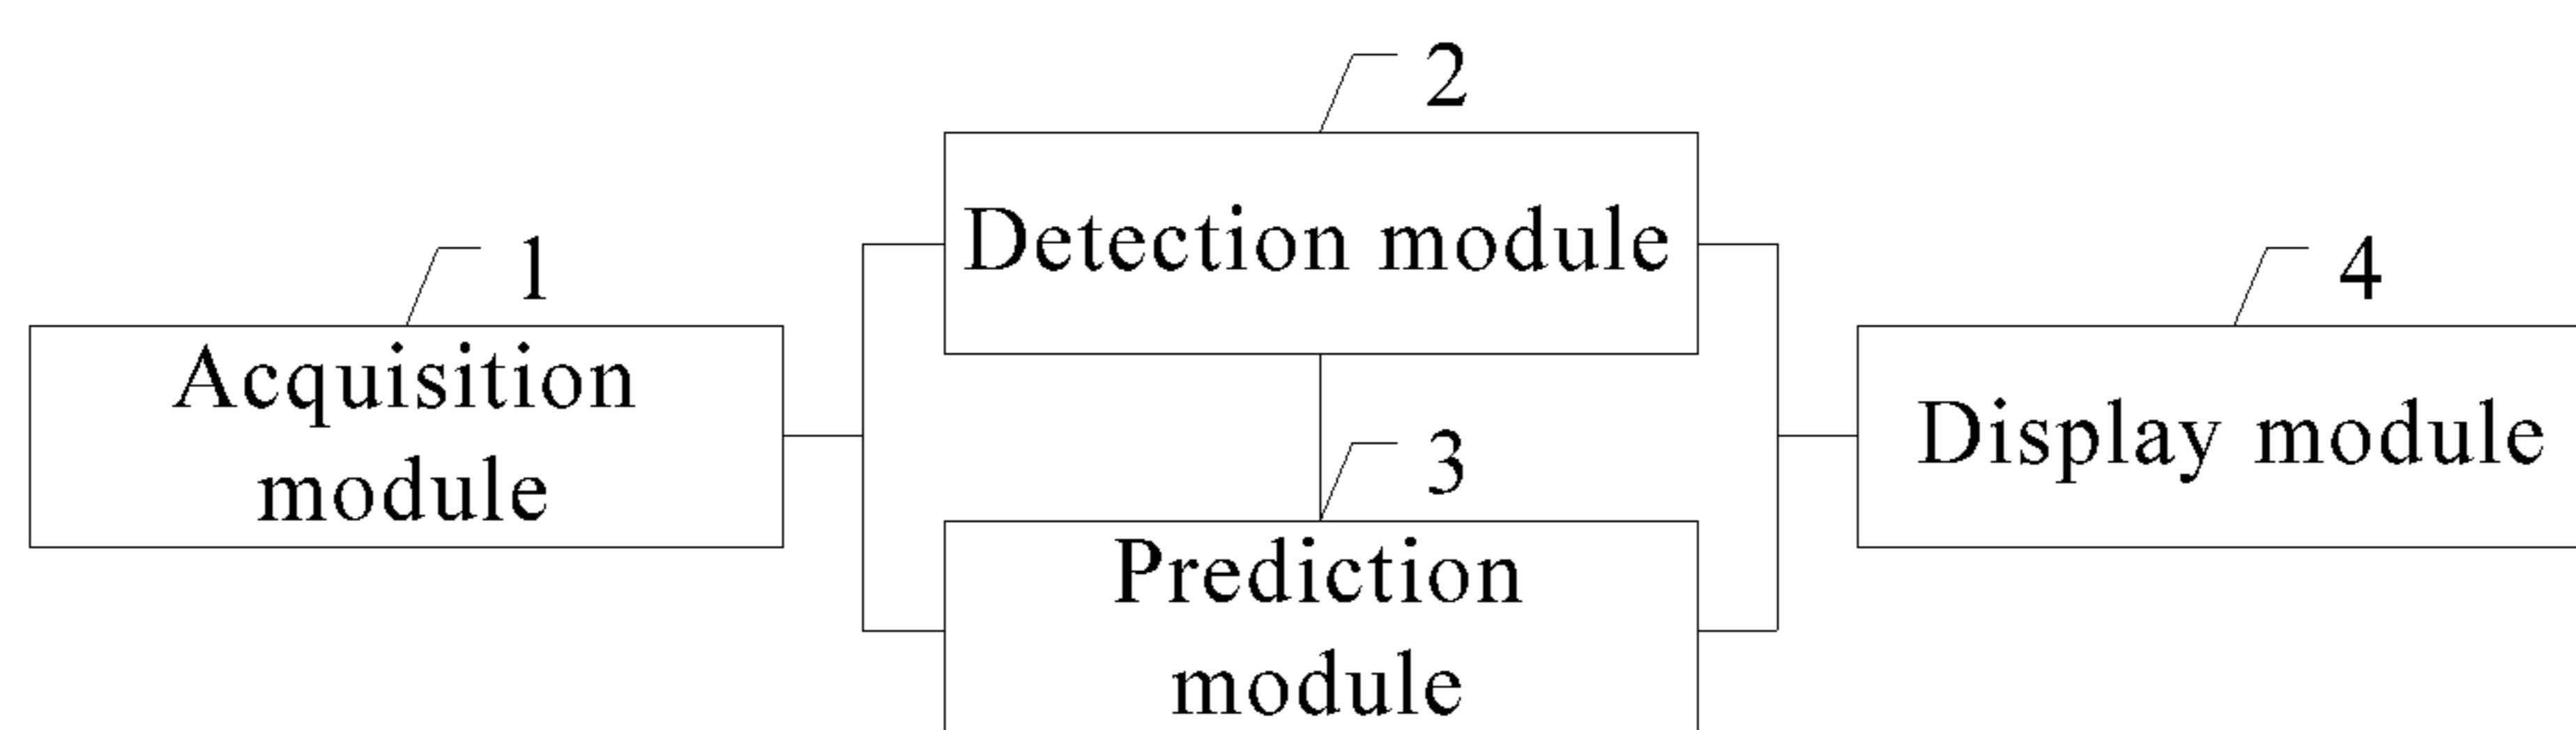 2
Detection module
1
Acquisition
module
4
Display module
3
Prediction
module